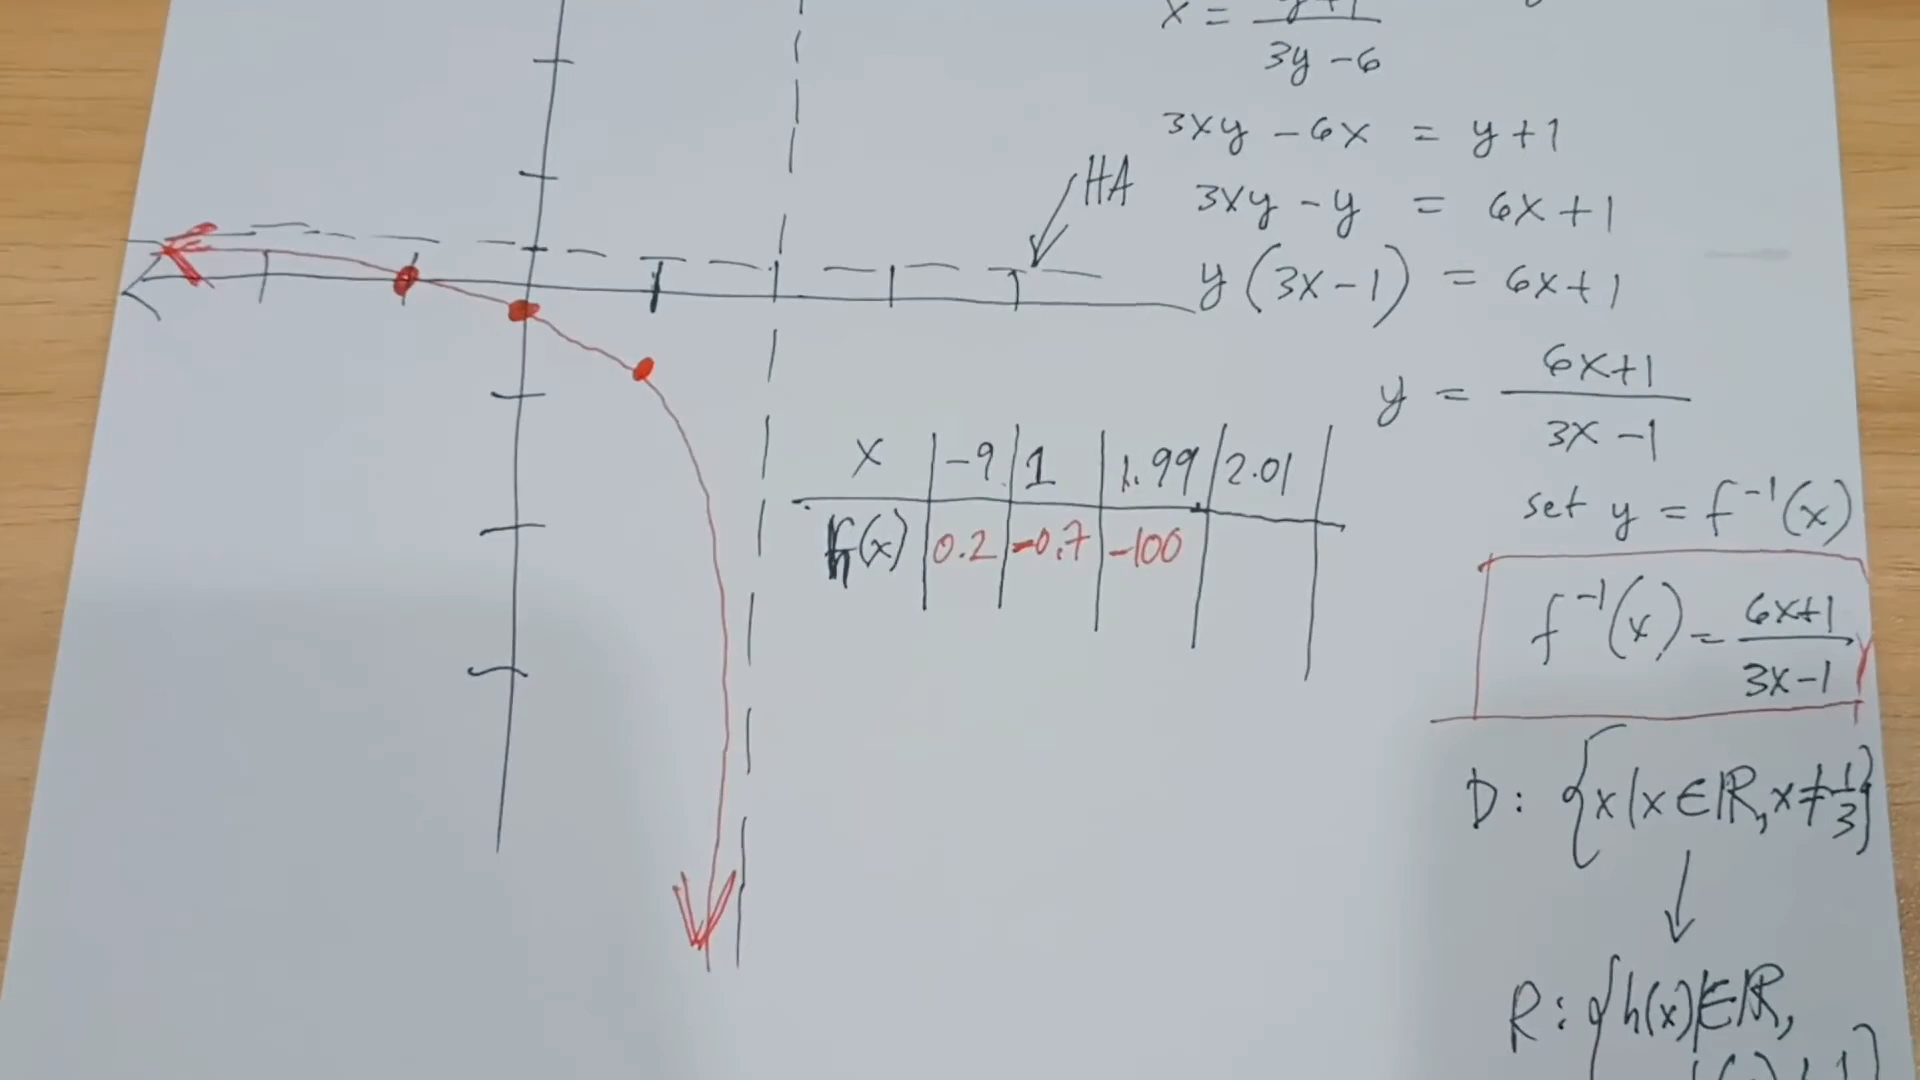 x =
3y - 6
3xy - 6x = y + 1
HA
3xy - y = 6x + 1
y (3x - 1) = 6x + 1
y = 6x+1
3x - 1
x | -9 | 1 | 1.99 | 2.01
h(x) | 0.2 | -0.7 | -100
set y = f⁻¹(x)
f⁻¹(x) = 6x+1
3x-1
D: {x | x ∈ ℝ, x ≠ 1/3}
R: {h(x) ∈ ℝ,